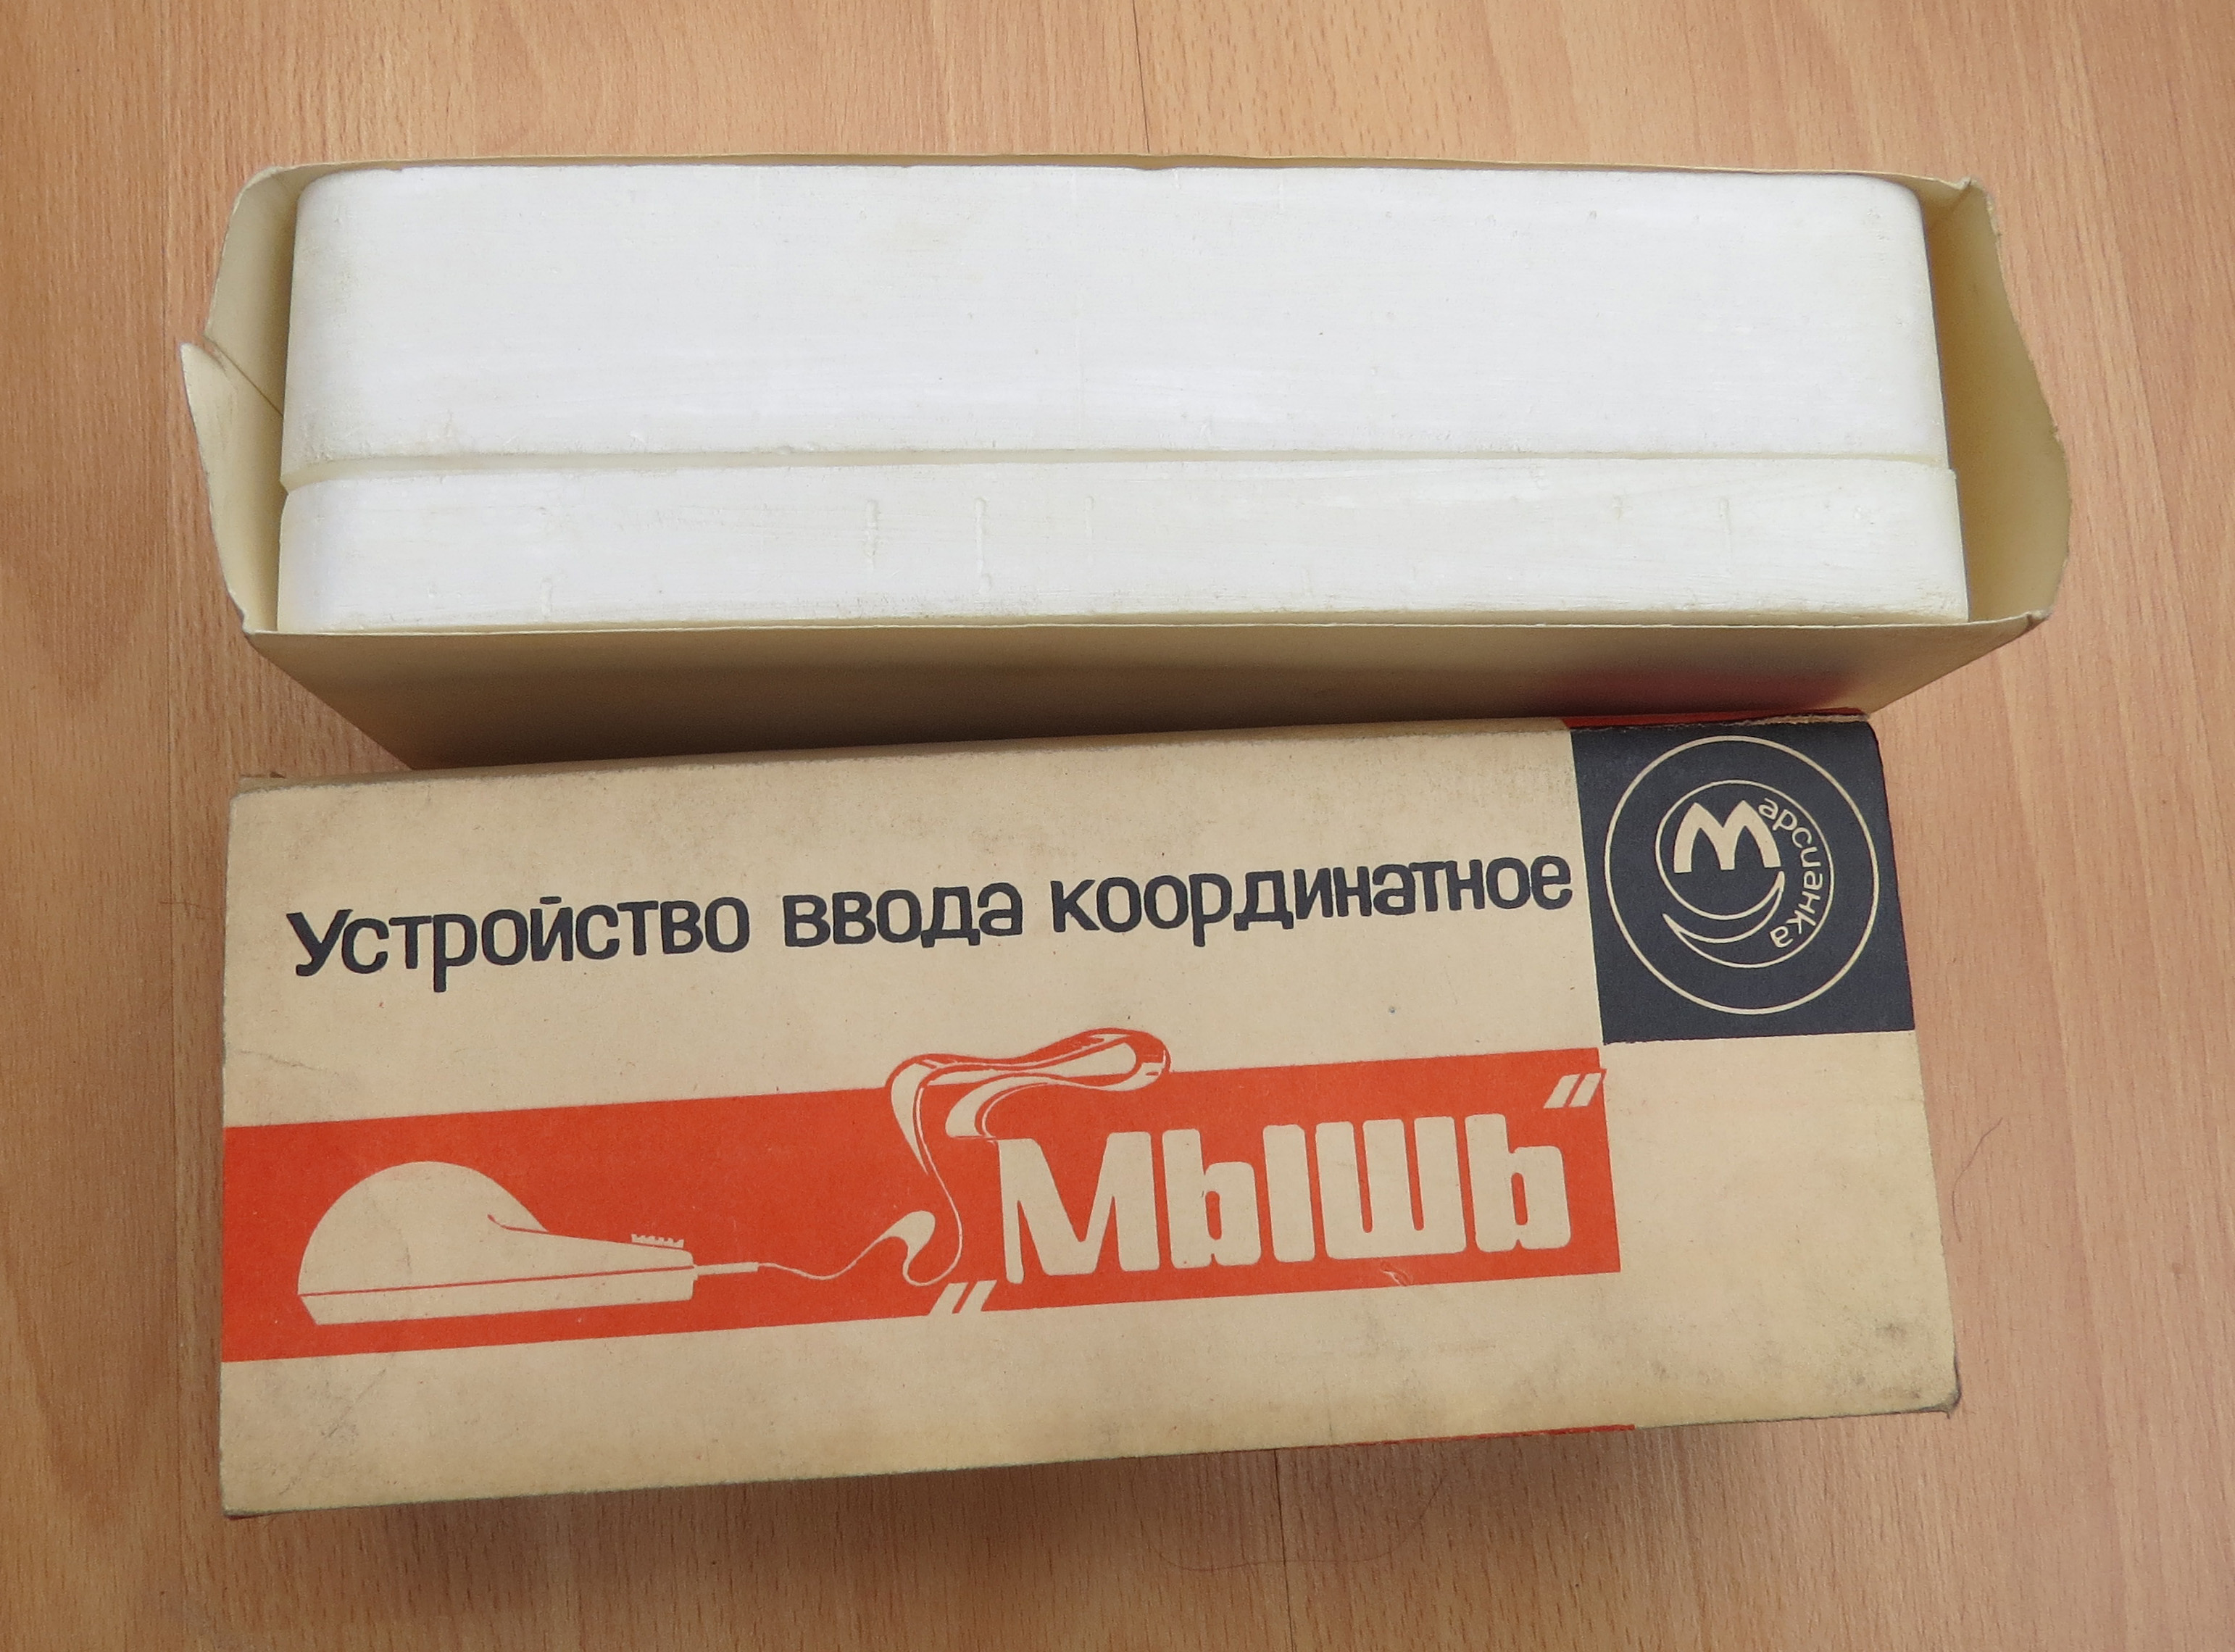 Устройство ввода координатное
Марсианка
„Мышь“